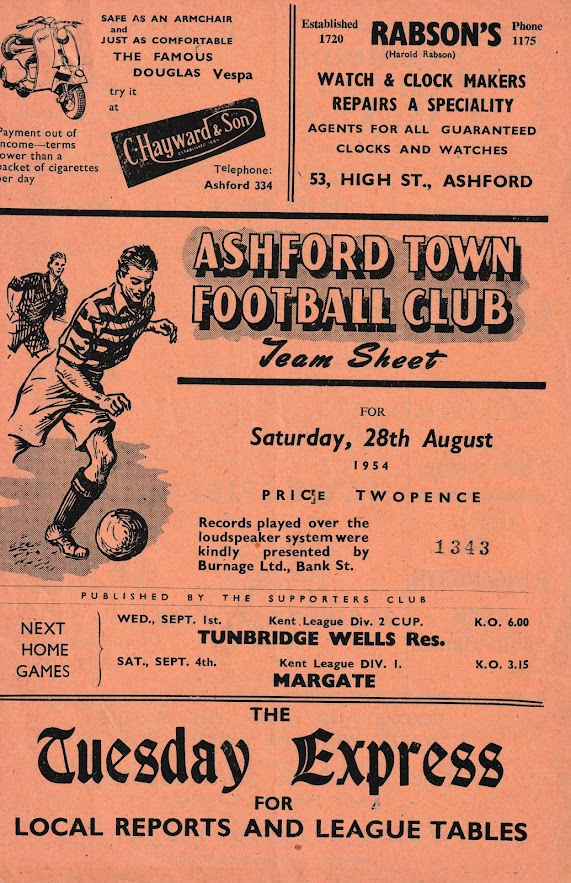 SAFE AS AN ARMCHAIR
and
JUST AS COMFORTABLE
THE FAMOUS
DOUGLAS Vespa
try it
at
C. Hayward & Son
ESTABLISHED
Payment out of
income—terms
lower than a
packet of cigarettes
per day
Telephone:
Ashford 334
Established
1720
RABSON'S
Phone
1175
(Harold Rabson)
WATCH & CLOCK MAKERS
REPAIRS A SPECIALITY
AGENTS FOR ALL GUARANTEED
CLOCKS AND WATCHES
53, HIGH ST., ASHFORD
ASHFORD TOWN
FOOTBALL CLUB
Team Sheet
FOR
Saturday, 28th August
1954
PRICE TWOPENCE
Records played over the
loudspeaker system were
kindly presented by
Burnage Ltd., Bank St.
1343
PUBLISHED BY THE SUPPORTERS CLUB
NEXT
HOME
GAMES
WED., SEPT. 1st. Kent League Div. 2 CUP. K.O. 6.00
TUNBRIDGE WELLS Res.
SAT., SEPT. 4th. Kent League DIV. 1. K.O. 3.15
MARGATE
THE
Tuesday Express
FOR
LOCAL REPORTS AND LEAGUE TABLES